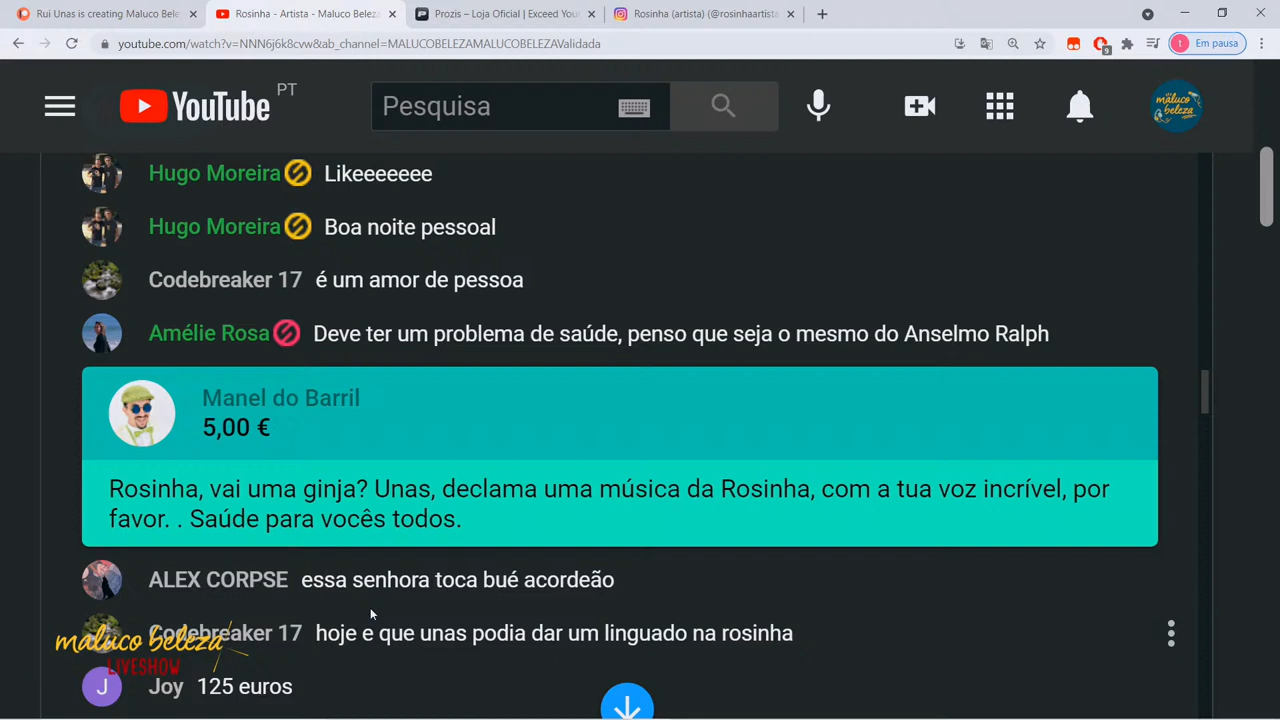 Rui Unas is creating Maluco Bele
Rosinha - Artista - Maluco Beleza
Prozis – Loja Oficial | Exceed You
Rosinha (artista) (@rosinhaartista
youtube.com/watch?v=NNN6j6k8cvw&ab_channel=MALUCOBELEZAMALUCOBELEZAValidada
9
t Em pausa
YouTube PT
Pesquisa
maluco beleza
Hugo Moreira Likeeeeeee
Hugo Moreira Boa noite pessoal
Codebreaker 17 é um amor de pessoa
Amélie Rosa Deve ter um problema de saúde, penso que seja o mesmo do Anselmo Ralph
Manel do Barril
5,00 €
Rosinha, vai uma ginja? Unas, declama uma música da Rosinha, com a tua voz incrível, por
favor. . Saúde para vocês todos.
ALEX CORPSE essa senhora toca bué acordeão
Codebreaker 17 hoje e que unas podia dar um linguado na rosinha
maluco beleza
LIVESHOW
J Joy 125 euros